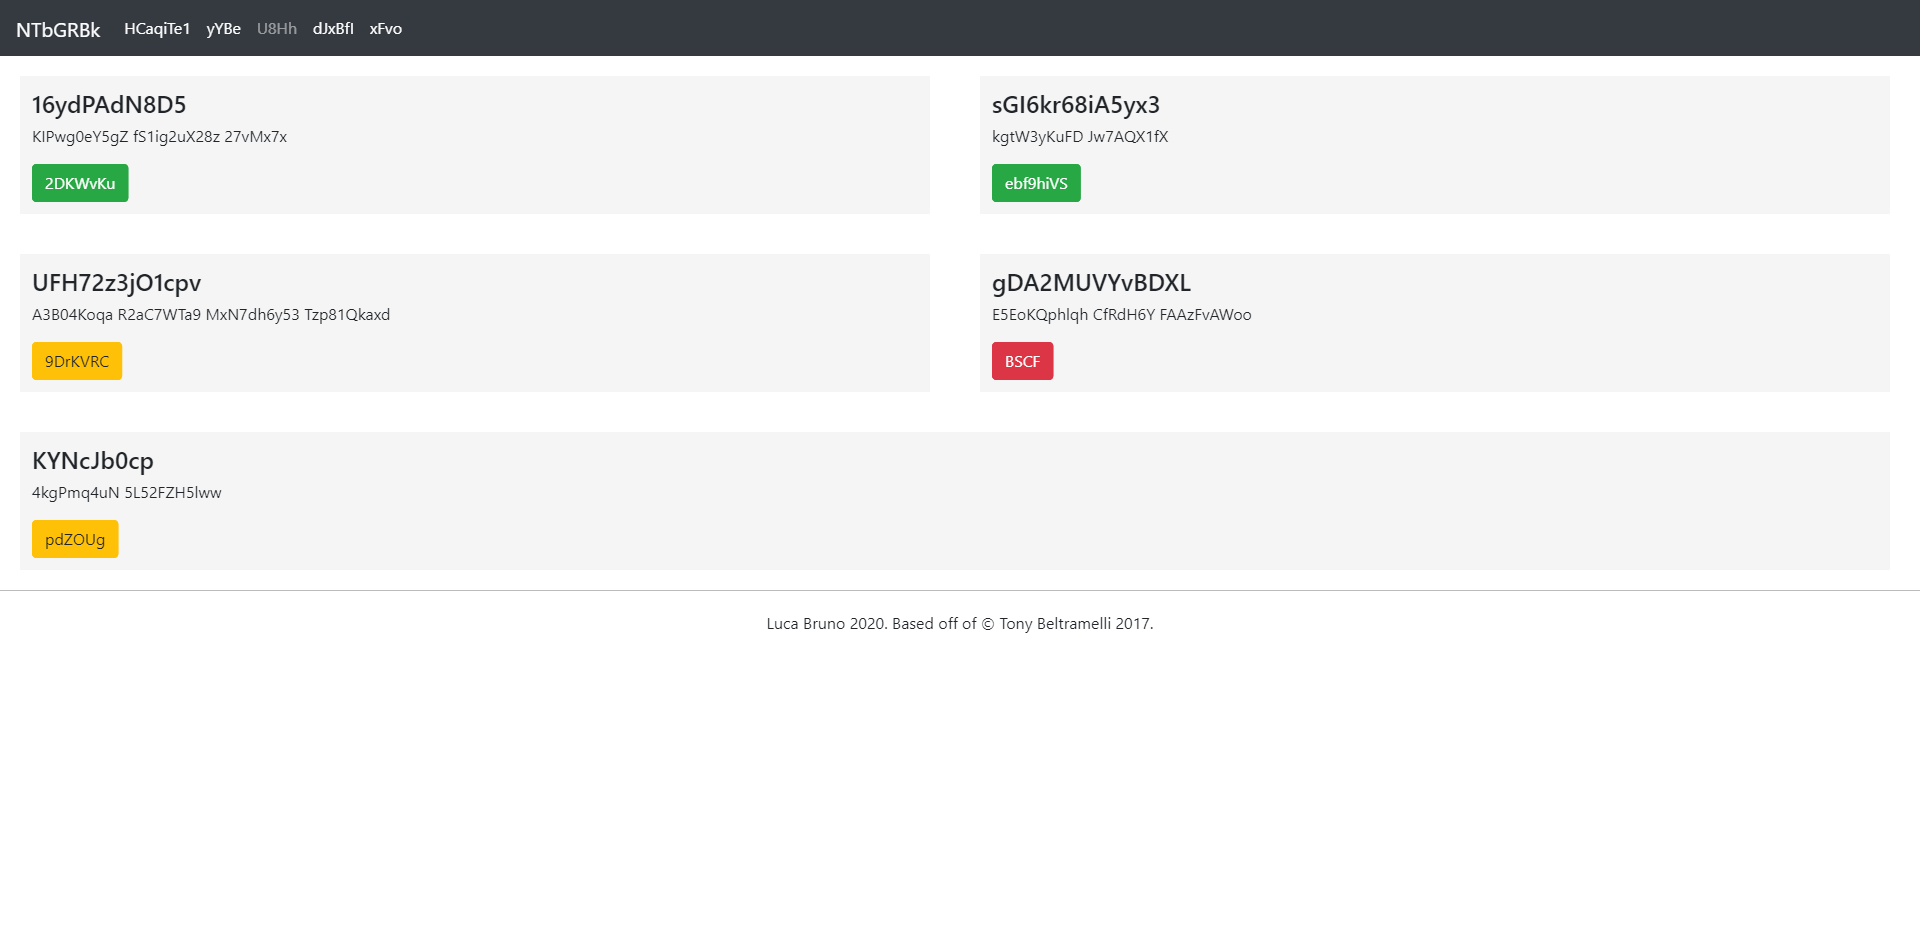 NTbGRBk HCaqiTe1 yYBe U8Hh dJxBfI xFvo
16ydPAdN8D5
KIPwg0eY5gZ fS1ig2uX28z 27vMx7x
2DKWvKu
sGI6kr68iA5yx3
kgtW3yKuFD Jw7AQX1fX
ebf9hiVS
UFH72z3jO1cpv
A3B04Koqa R2aC7WTa9 MxN7dh6y53 Tzp81Qkaxd
9DrKVRC
gDA2MUVYvBDXL
E5EoKQphlqh CfRdH6Y FAAzFvAWoo
BSCF
KYNcJb0cp
4kgPmq4uN 5L52FZH5lww
pdZOUg
Luca Bruno 2020. Based off of © Tony Beltramelli 2017.